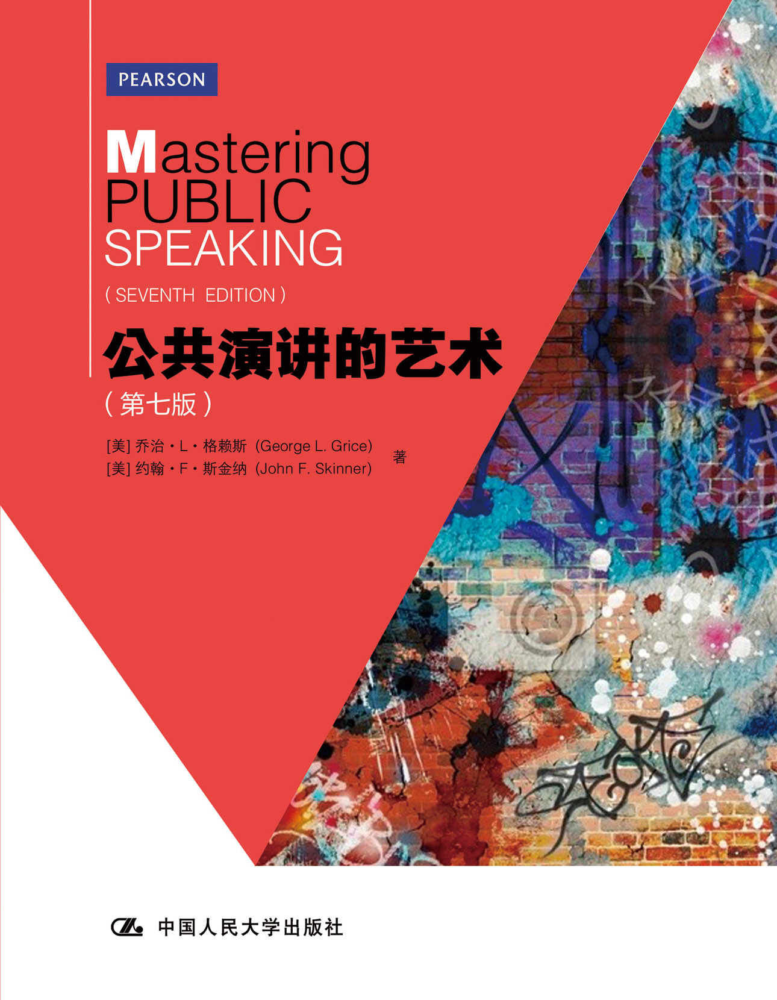 PEARSON
Mastering
PUBLIC
SPEAKING
(SEVENTH EDITION)
公共演讲的艺术
(第七版)
[美] 乔治·L·格赖斯 (George L. Grice)
[美] 约翰·F·斯金纳 (John F. Skinner)
著
中国人民大学出版社